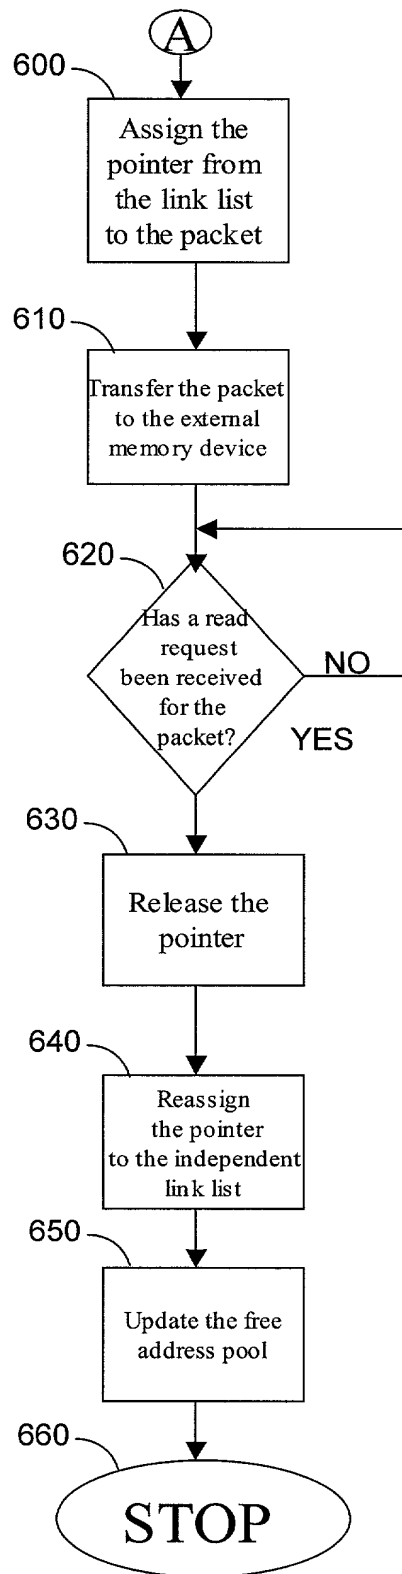 A
600
Assign the
pointer from
the link list
to the packet
610
Transfer the packet
to the external
memory device
620
Has a read
request
been received
for the
packet?
NO
YES
630
Release the
pointer
640
Reassign
the pointer
to the independent
link list
650
Update the free
address pool
660
STOP